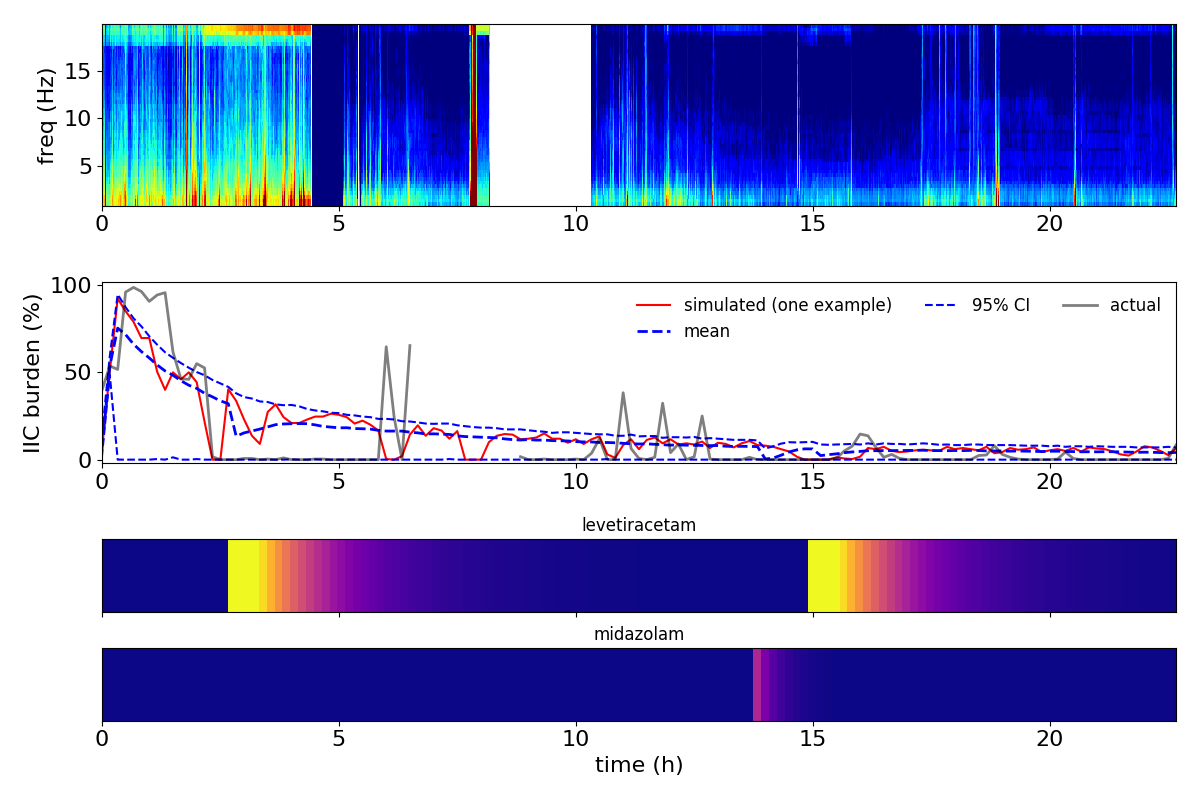 freq (Hz)
15
10
5
0 5 10 15 20
IIC burden (%)
100
50
0
simulated (one example)
mean
95% CI
actual
0 5 10 15 20
levetiracetam
midazolam
0 5 10 15 20
time (h)